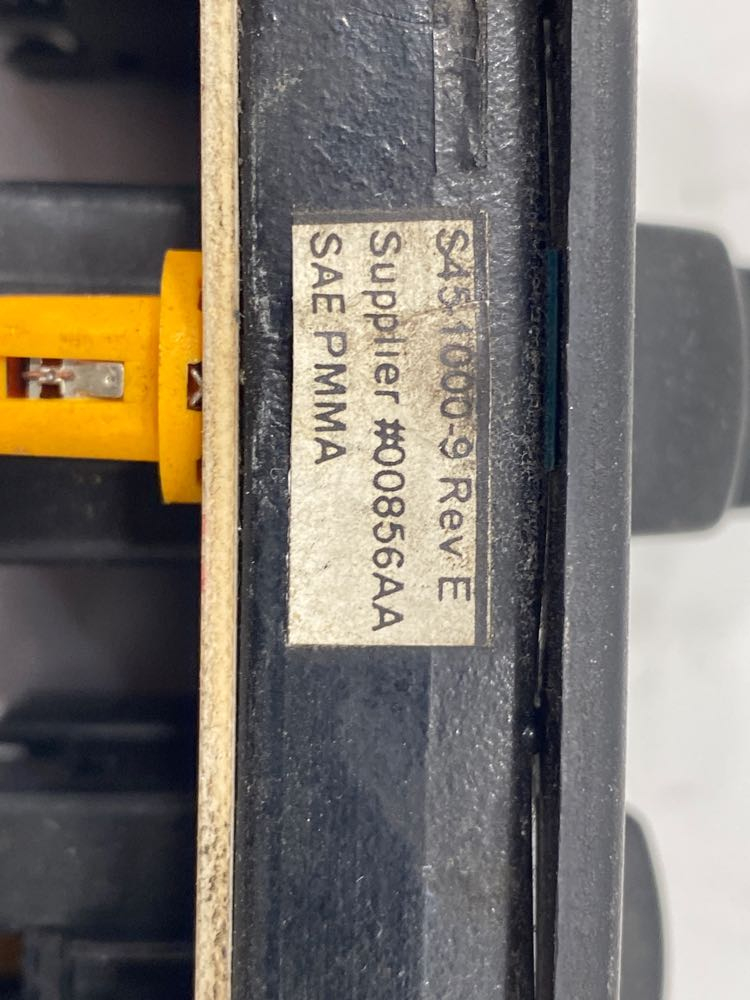 S451000-9 Rev E
Supplier #00856AA
SAE PMMA